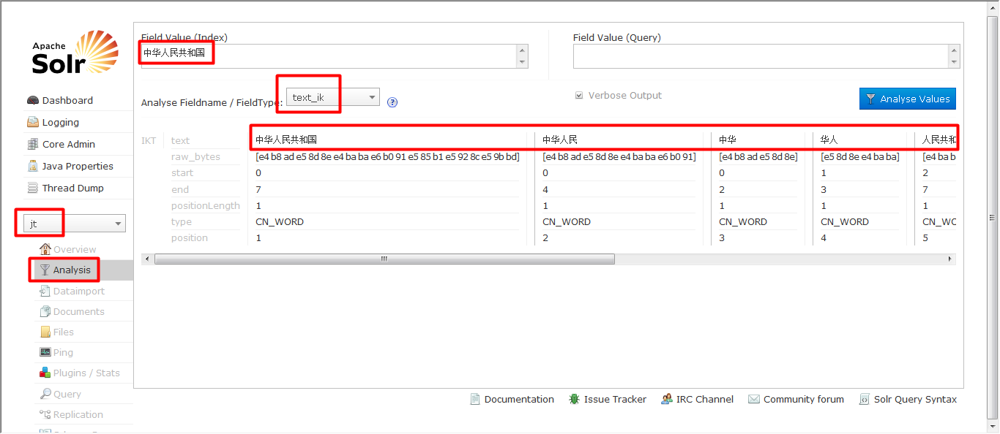 Apache
Solr
Dashboard
Logging
Core Admin
Java Properties
Thread Dump
jt
Overview
Analysis
Dataimport
Documents
Files
Ping
Plugins / Stats
Query
Replication
Field Value (Index)
中华人民共和国
Field Value (Query)
Analyse Fieldname / FieldType: text_ik ?
Verbose Output
Analyse Values
IKT text 中华人民共和国 中华人民 中华 华人 人民共和
raw_bytes [e4 b8 ad e5 8d 8e e4 ba ba e6 b0 91 e5 85 b1 e5 92 8c e5 9b bd] [e4 b8 ad e5 8d 8e e4 ba ba e6 b0 91] [e4 b8 ad e5 8d 8e] [e5 8d 8e e4 ba ba] [e4 ba b
start 0 0 0 1 2
end 7 4 2 3 7
positionLength 1 1 1 1 1
type CN_WORD CN_WORD CN_WORD CN_WORD CN_WO
position 1 2 3 4 5
Documentation Issue Tracker IRC Channel Community forum Solr Query Syntax